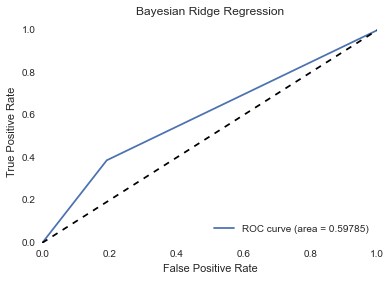 Bayesian Ridge Regression
True Positive Rate
1.0
0.8
0.6
0.4
0.2
0.0
ROC curve (area = 0.59785)
0.0 0.2 0.4 0.6 0.8 1.0
False Positive Rate